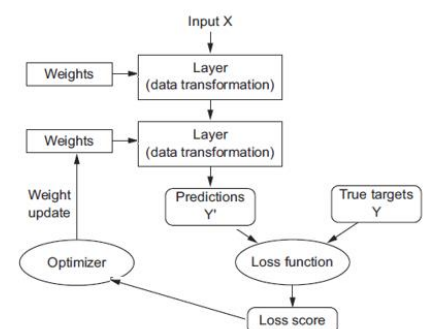 Input X
Weights
Layer
(data transformation)
Weights
Layer
(data transformation)
Weight
update
Predictions
Y'
True targets
Y
Optimizer
Loss function
Loss score